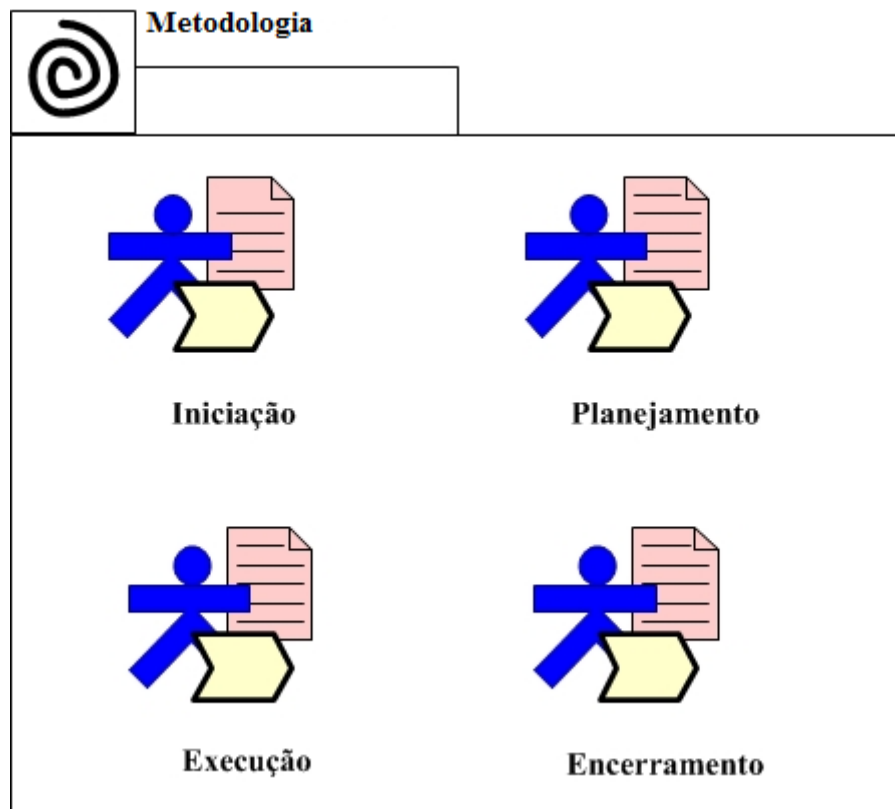 Metodologia
Iniciação
Planejamento
Execução
Encerramento